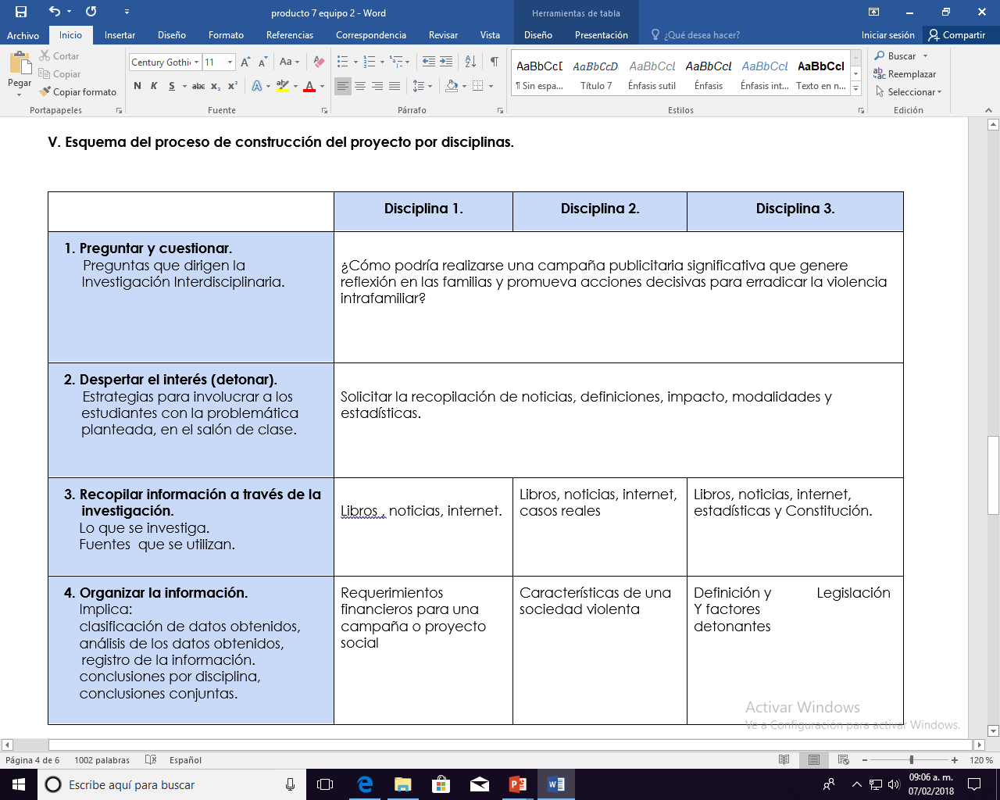 producto 7 equipo 2 - Word
Herramientas de tabla
Archivo Inicio Insertar Diseño Formato Referencias Correspondencia Revisar Vista Diseño Presentación ¿Qué desea hacer? Iniciar sesión Compartir
Pegar
Cortar
Copiar
Copiar formato
Portapapeles
Century Gothi 11
Aa
N K S abc x₂ x²
Fuente
Párrafo
AaBbCcD AaBbCcD AaBbCcI AaBbCcI AaBbCcI AaBbCcI
¶ Sin espa... Título 7 Énfasis sutil Énfasis Énfasis int... Texto en n...
Estilos
Buscar
Reemplazar
Seleccionar
Edición
V. Esquema del proceso de construcción del proyecto por disciplinas.
Disciplina 1. Disciplina 2. Disciplina 3.
1. Preguntar y cuestionar.
Preguntas que dirigen la
Investigación Interdisciplinaria.
¿Cómo podría realizarse una campaña publicitaria significativa que genere
reflexión en las familias y promueva acciones decisivas para erradicar la violencia
intrafamiliar?
2. Despertar el interés (detonar).
Estrategias para involucrar a los
estudiantes con la problemática
planteada, en el salón de clase.
Solicitar la recopilación de noticias, definiciones, impacto, modalidades y
estadísticas.
3. Recopilar información a través de la
investigación.
Lo que se investiga.
Fuentes que se utilizan.
Libros , noticias, internet.
Libros, noticias, internet,
casos reales
Libros, noticias, internet,
estadísticas y Constitución.
4. Organizar la información.
Implica:
clasificación de datos obtenidos,
análisis de los datos obtenidos,
registro de la información.
conclusiones por disciplina,
conclusiones conjuntas.
Requerimientos
financieros para una
campaña o proyecto
social
Características de una
sociedad violenta
Definición y Legislación
Y factores
detonantes
Activar Windows
Ve a Configuración para activar Windows.
Página 4 de 6 1002 palabras Español
120 %
Escribe aquí para buscar
09:06 a. m.
07/02/2018